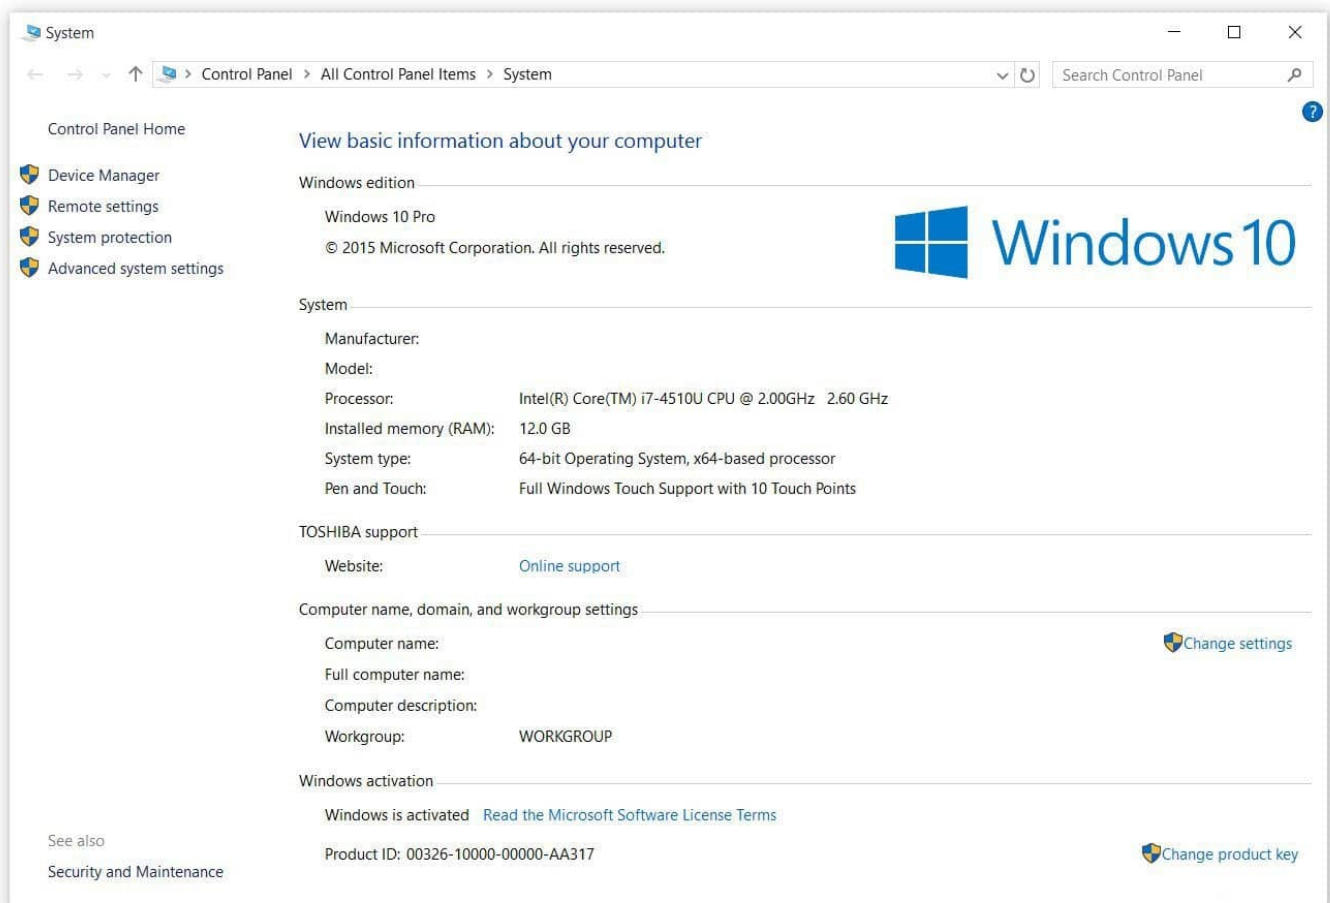 System
Control Panel > All Control Panel Items > System
Search Control Panel
?
Control Panel Home
Device Manager
Remote settings
System protection
Advanced system settings
View basic information about your computer
Windows edition
Windows 10 Pro
© 2015 Microsoft Corporation. All rights reserved.
Windows 10
System
Manufacturer:
Model:
Processor: Intel(R) Core(TM) i7-4510U CPU @ 2.00GHz 2.60 GHz
Installed memory (RAM): 12.0 GB
System type: 64-bit Operating System, x64-based processor
Pen and Touch: Full Windows Touch Support with 10 Touch Points
TOSHIBA support
Website: Online support
Computer name, domain, and workgroup settings
Computer name: Change settings
Full computer name:
Computer description:
Workgroup: WORKGROUP
Windows activation
Windows is activated Read the Microsoft Software License Terms
Product ID: 00326-10000-00000-AA317 Change product key
See also
Security and Maintenance